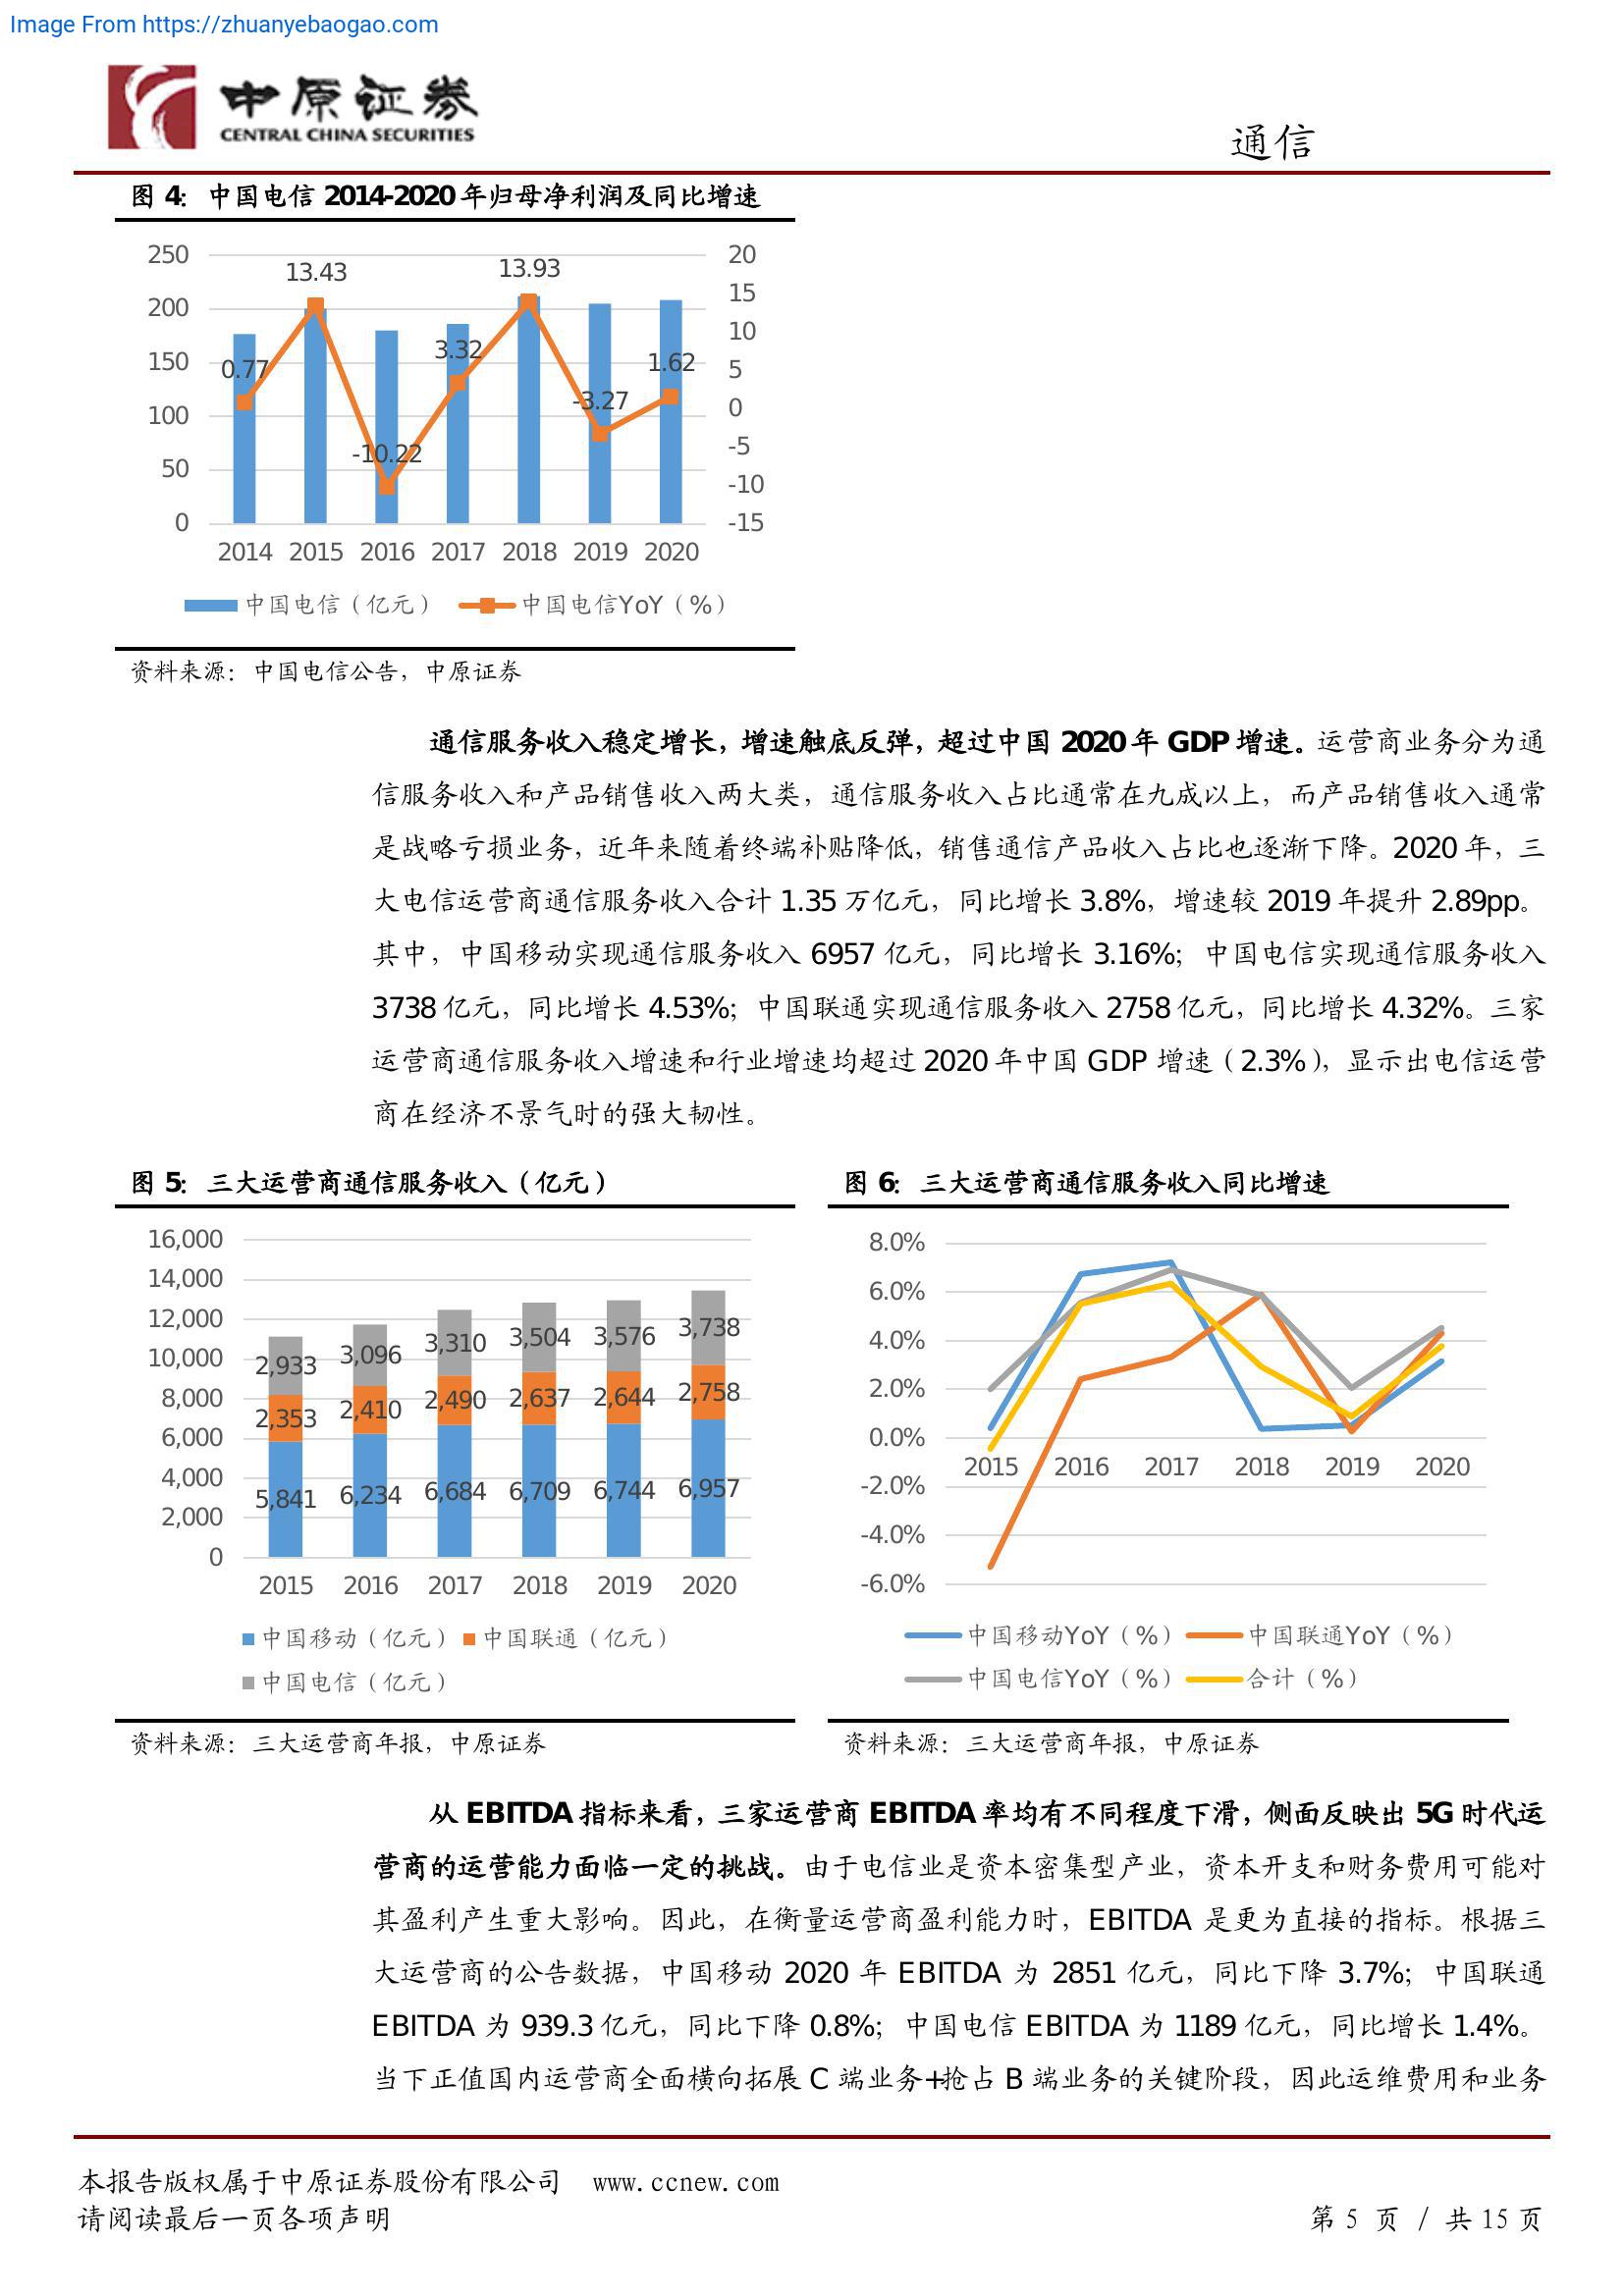 Image From https://zhuanyebaogao.com
中原证券
CENTRAL CHINA SECURITIES
通信
图 4：中国电信 2014-2020 年归母净利润及同比增速
250
200
150
100
50
0
20
15
10
5
0
-5
-10
-15
0.77
13.43
-10.22
3.32
13.93
-3.27
1.62
2014 2015 2016 2017 2018 2019 2020
中国电信（亿元） 中国电信YoY（%）
资料来源：中国电信公告，中原证券
通信服务收入稳定增长，增速触底反弹，超过中国 2020 年 GDP 增速。运营商业务分为通
信服务收入和产品销售收入两大类，通信服务收入占比通常在九成以上，而产品销售收入通常
是战略亏损业务，近年来随着终端补贴降低，销售通信产品收入占比也逐渐下降。2020 年，三
大电信运营商通信服务收入合计 1.35 万亿元，同比增长 3.8%，增速较 2019 年提升 2.89pp。
其中，中国移动实现通信服务收入 6957 亿元，同比增长 3.16%；中国电信实现通信服务收入
3738 亿元，同比增长 4.53%；中国联通实现通信服务收入 2758 亿元，同比增长 4.32%。三家
运营商通信服务收入增速和行业增速均超过 2020 年中国 GDP 增速（2.3%），显示出电信运营
商在经济不景气时的强大韧性。
图 5：三大运营商通信服务收入（亿元）
16,000
14,000
12,000
10,000
8,000
6,000
4,000
2,000
0
2,933 3,096 3,310 3,504 3,576 3,738
2,353 2,410 2,490 2,637 2,644 2,758
5,841 6,234 6,684 6,709 6,744 6,957
2015 2016 2017 2018 2019 2020
中国移动（亿元） 中国联通（亿元）
中国电信（亿元）
资料来源：三大运营商年报，中原证券
图 6：三大运营商通信服务收入同比增速
8.0%
6.0%
4.0%
2.0%
0.0%
-2.0%
-4.0%
-6.0%
2015 2016 2017 2018 2019 2020
中国移动YoY（%） 中国联通YoY（%）
中国电信YoY（%） 合计（%）
资料来源：三大运营商年报，中原证券
从 EBITDA 指标来看，三家运营商 EBITDA 率均有不同程度下滑，侧面反映出 5G 时代运
营商的运营能力面临一定的挑战。由于电信业是资本密集型产业，资本开支和财务费用可能对
其盈利产生重大影响。因此，在衡量运营商盈利能力时，EBITDA 是更为直接的指标。根据三
大运营商的公告数据，中国移动 2020 年 EBITDA 为 2851 亿元，同比下降 3.7%；中国联通
EBITDA 为 939.3 亿元，同比下降 0.8%；中国电信 EBITDA 为 1189 亿元，同比增长 1.4%。
当下正值国内运营商全面横向拓展 C 端业务+抢占 B 端业务的关键阶段，因此运维费用和业务
本报告版权属于中原证券股份有限公司 www.ccnew.com
请阅读最后一页各项声明
第 5 页 / 共 15 页